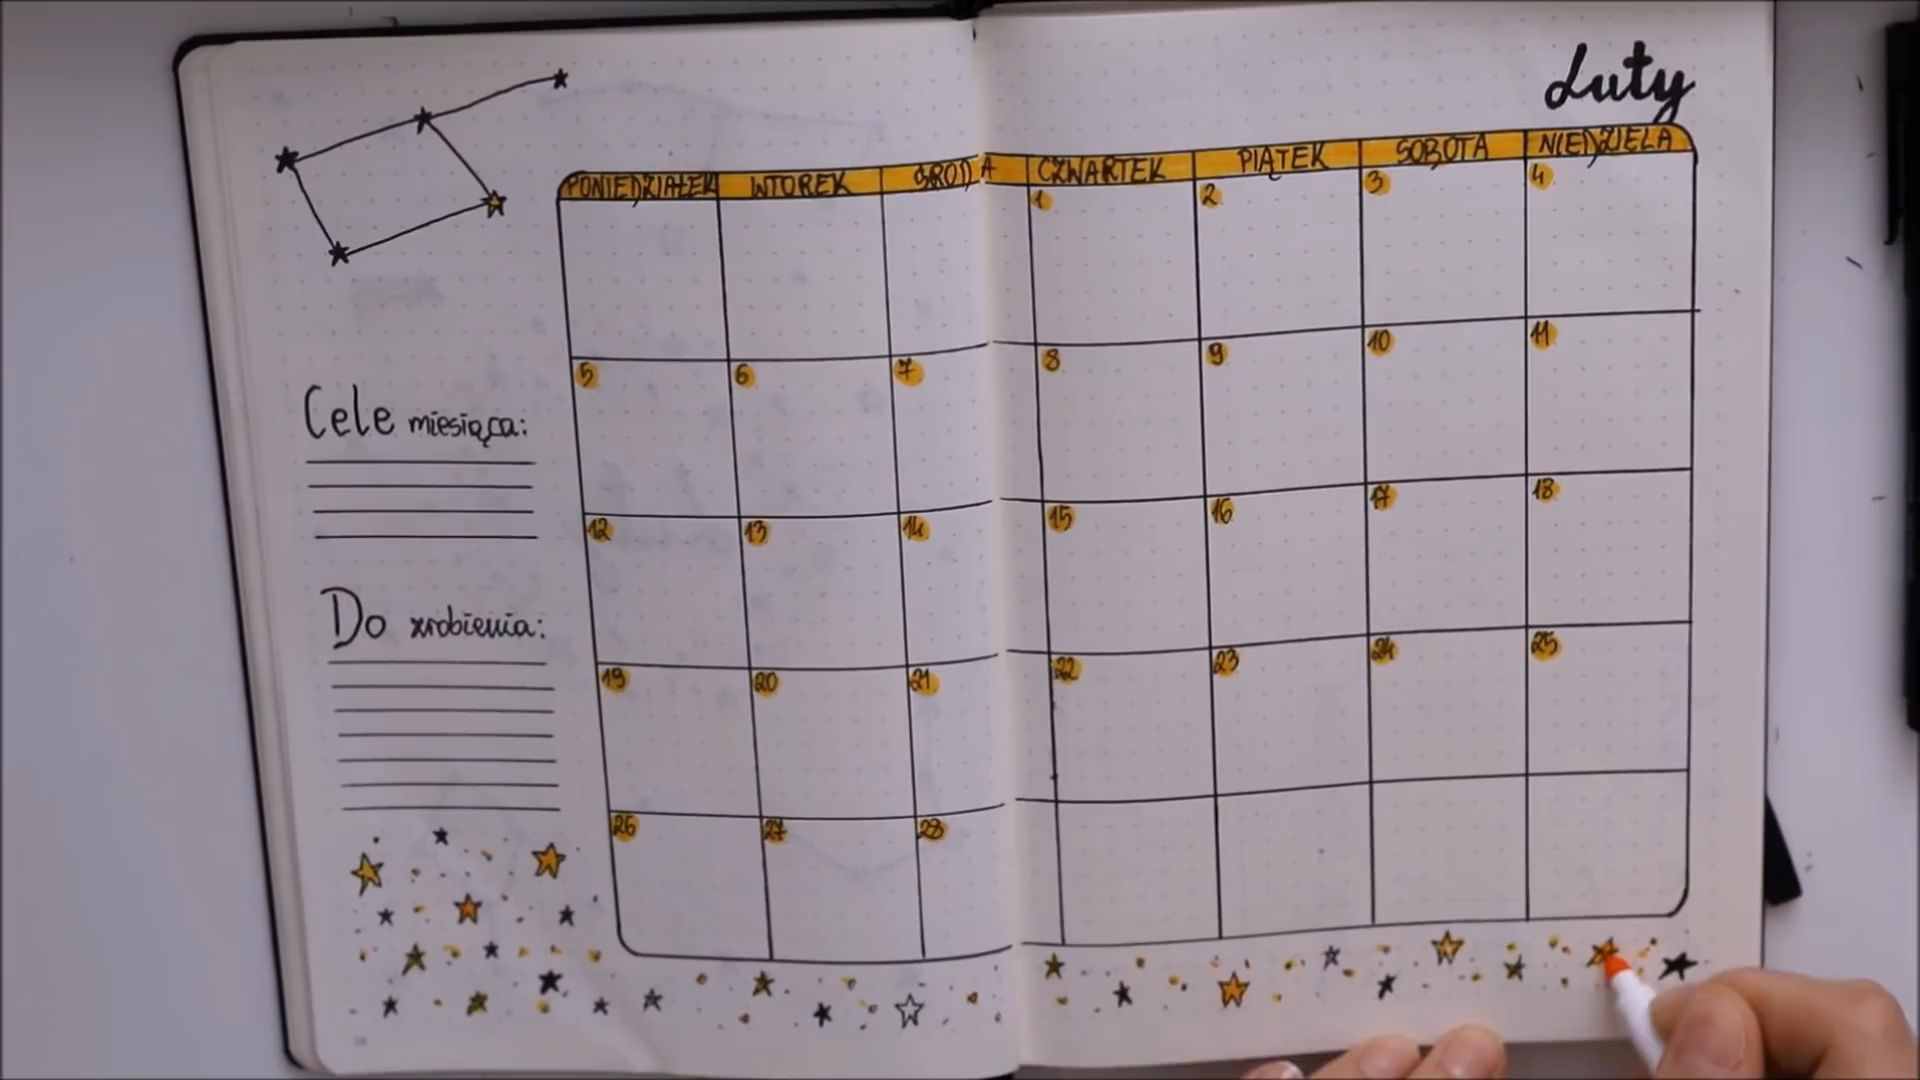 Luty
PONIEDZIAŁEK WTOREK ŚRODA CZWARTEK PIĄTEK SOBOTA NIEDZIELA
1 2 3 4
5 6 7 8 9 10 11
12 13 14 15 16 17 18
19 20 21 22 23 24 25
26 27 28
Cele miesiąca:
Do zrobienia: